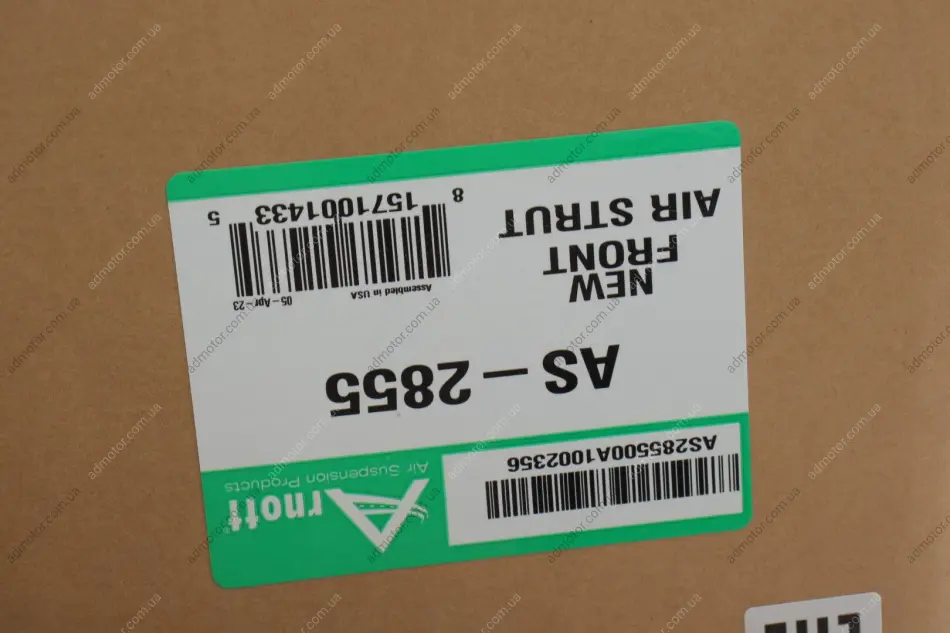 Arnott
Air Suspension Products
AS285500A1002356
AS – 2855
NEW
FRONT
AIR STRUT
Assembled in USA
05-Apr-23
8 1571001433 5
admotor.com.ua